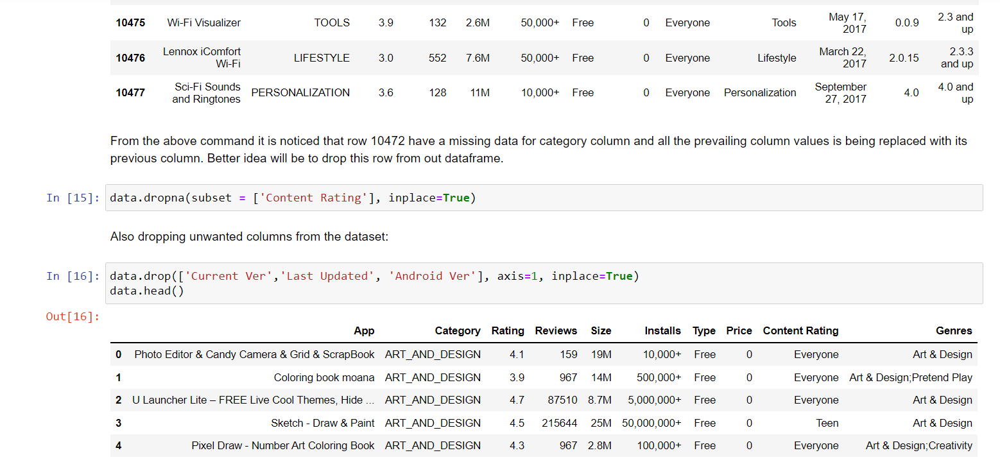 10475 Wi-Fi Visualizer TOOLS 3.9 132 2.6M 50,000+ Free 0 Everyone Tools May 17, 2017 0.0.9 2.3 and up
10476 Lennox iComfort Wi-Fi LIFESTYLE 3.0 552 7.6M 50,000+ Free 0 Everyone Lifestyle March 22, 2017 2.0.15 2.3.3 and up
10477 Sci-Fi Sounds and Ringtones PERSONALIZATION 3.6 128 11M 10,000+ Free 0 Everyone Personalization September 27, 2017 4.0 4.0 and up
From the above command it is noticed that row 10472 have a missing data for category column and all the prevailing column values is being replaced with its
previous column. Better idea will be to drop this row from out dataframe.
In [15]: data.dropna(subset = ['Content Rating'], inplace=True)
Also dropping unwanted columns from the dataset:
In [16]: data.drop(['Current Ver','Last Updated', 'Android Ver'], axis=1, inplace=True)
data.head()
Out[16]:
App Category Rating Reviews Size Installs Type Price Content Rating Genres
0 Photo Editor & Candy Camera & Grid & ScrapBook ART_AND_DESIGN 4.1 159 19M 10,000+ Free 0 Everyone Art & Design
1 Coloring book moana ART_AND_DESIGN 3.9 967 14M 500,000+ Free 0 Everyone Art & Design;Pretend Play
2 U Launcher Lite – FREE Live Cool Themes, Hide ... ART_AND_DESIGN 4.7 87510 8.7M 5,000,000+ Free 0 Everyone Art & Design
3 Sketch - Draw & Paint ART_AND_DESIGN 4.5 215644 25M 50,000,000+ Free 0 Teen Art & Design
4 Pixel Draw - Number Art Coloring Book ART_AND_DESIGN 4.3 967 2.8M 100,000+ Free 0 Everyone Art & Design;Creativity